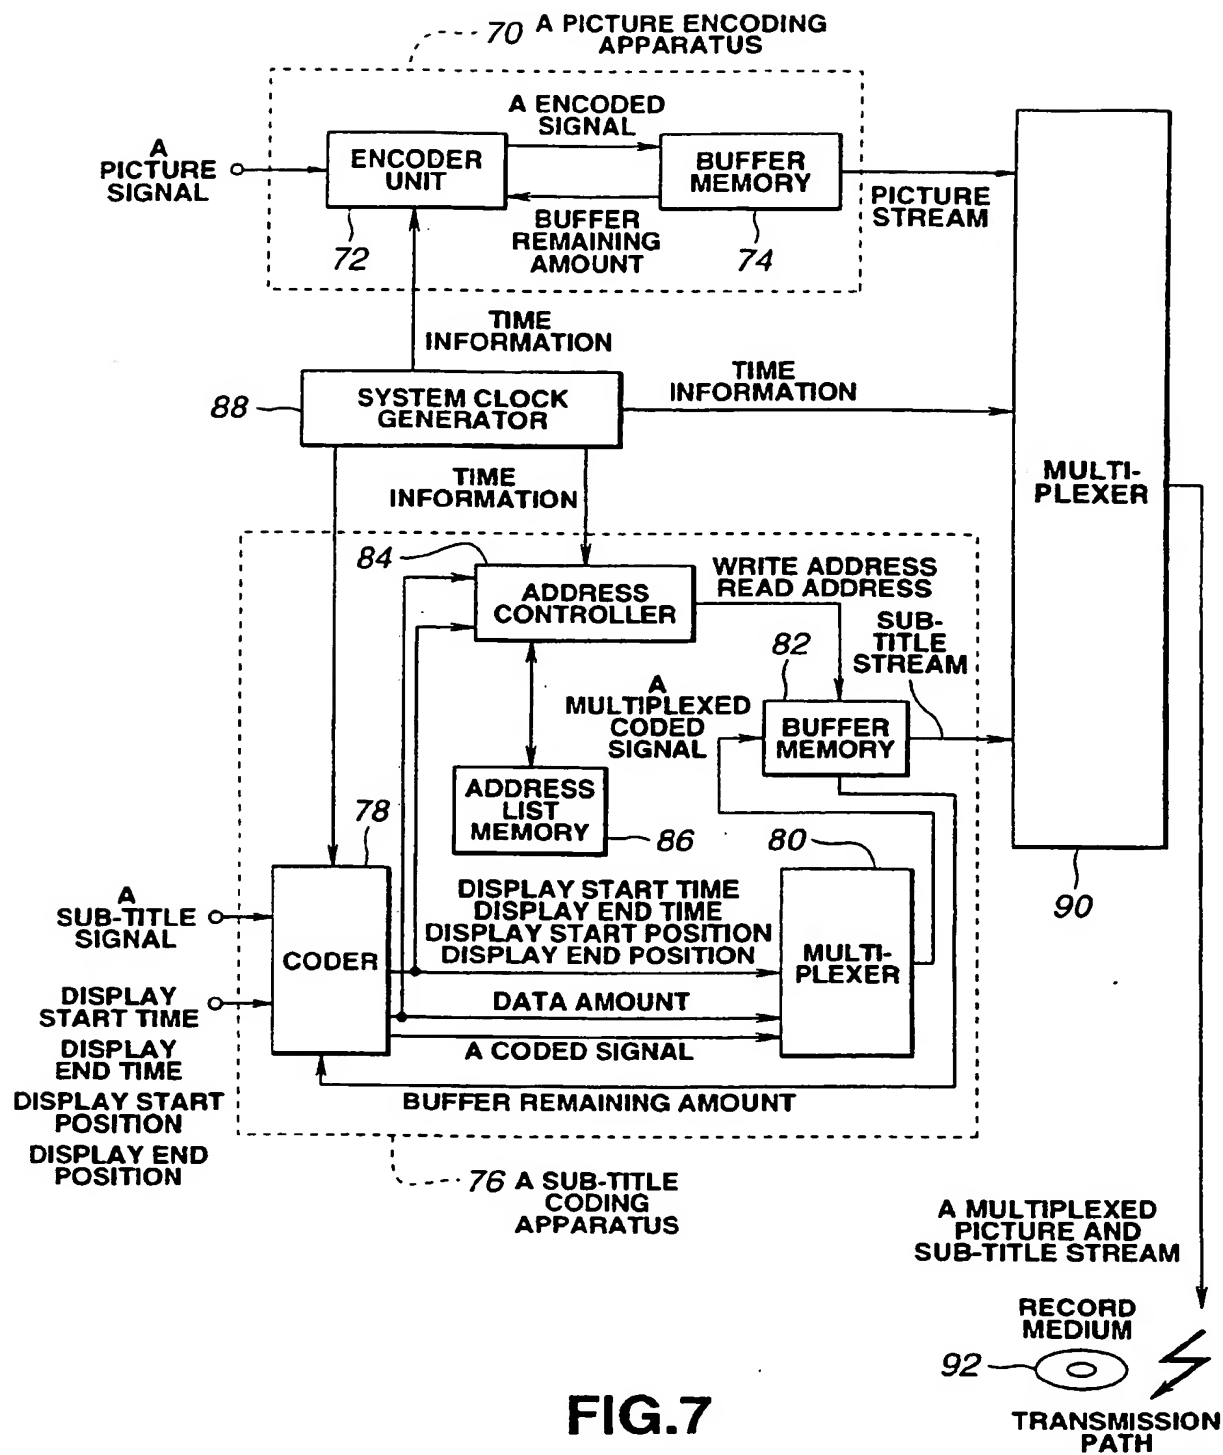 70 A PICTURE ENCODING
APPARATUS
A ENCODED
SIGNAL
A
PICTURE
SIGNAL
ENCODER
UNIT
BUFFER
MEMORY
PICTURE
STREAM
BUFFER
REMAINING
AMOUNT
72
74
TIME
INFORMATION
TIME
INFORMATION
88
SYSTEM CLOCK
GENERATOR
TIME
INFORMATION
MULTI-
PLEXER
84
ADDRESS
CONTROLLER
WRITE ADDRESS
READ ADDRESS
SUB-
TITLE
STREAM
82
A
MULTIPLEXED
CODED
SIGNAL
BUFFER
MEMORY
ADDRESS
LIST
MEMORY
86
78
80
90
A
SUB-TITLE
SIGNAL
DISPLAY START TIME
DISPLAY END TIME
DISPLAY START POSITION
DISPLAY END POSITION
CODER
MULTI-
PLEXER
DATA AMOUNT
A CODED SIGNAL
DISPLAY
START TIME
DISPLAY
END TIME
DISPLAY START
POSITION
DISPLAY END
POSITION
BUFFER REMAINING AMOUNT
76 A SUB-TITLE
CODING
APPARATUS
A MULTIPLEXED
PICTURE AND
SUB-TITLE STREAM
RECORD
MEDIUM
92
TRANSMISSION
PATH
FIG.7